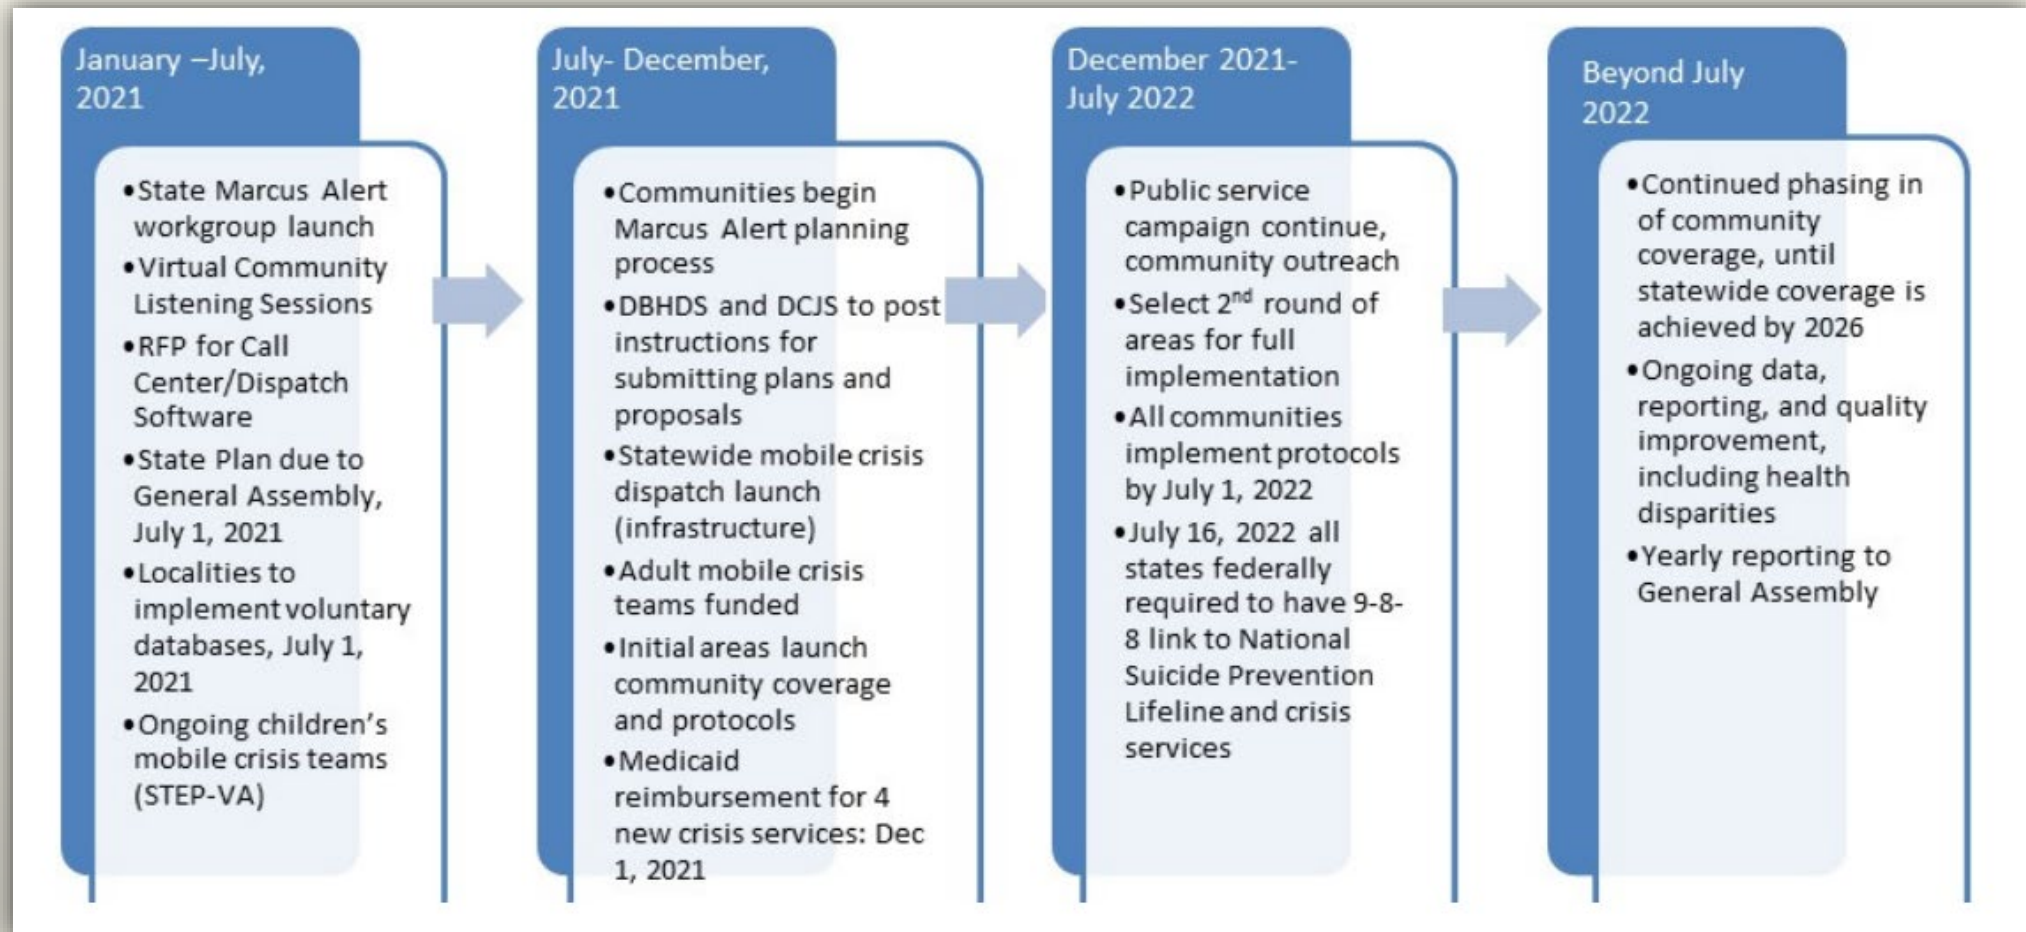 January –July,
2021
•State Marcus Alert
workgroup launch
•Virtual Community
Listening Sessions
•RFP for Call
Center/Dispatch
Software
•State Plan due to
General Assembly,
July 1, 2021
•Localities to
implement voluntary
databases, July 1,
2021
•Ongoing children's
mobile crisis teams
(STEP-VA)
July- December,
2021
•Communities begin
Marcus Alert planning
process
•DBHDS and DCJS to post
instructions for
submitting plans and
proposals
•Statewide mobile crisis
dispatch launch
(infrastructure)
•Adult mobile crisis
teams funded
•Initial areas launch
community coverage
and protocols
•Medicaid
reimbursement for 4
new crisis services: Dec
1, 2021
December 2021-
July 2022
•Public service
campaign continue,
community outreach
•Select 2nd round of
areas for full
implementation
•All communities
implement protocols
by July 1, 2022
•July 16, 2022 all
states federally
required to have 9-8-
8 link to National
Suicide Prevention
Lifeline and crisis
services
Beyond July
2022
•Continued phasing in
of community
coverage, until
statewide coverage is
achieved by 2026
•Ongoing data,
reporting, and quality
improvement,
including health
disparities
•Yearly reporting to
General Assembly